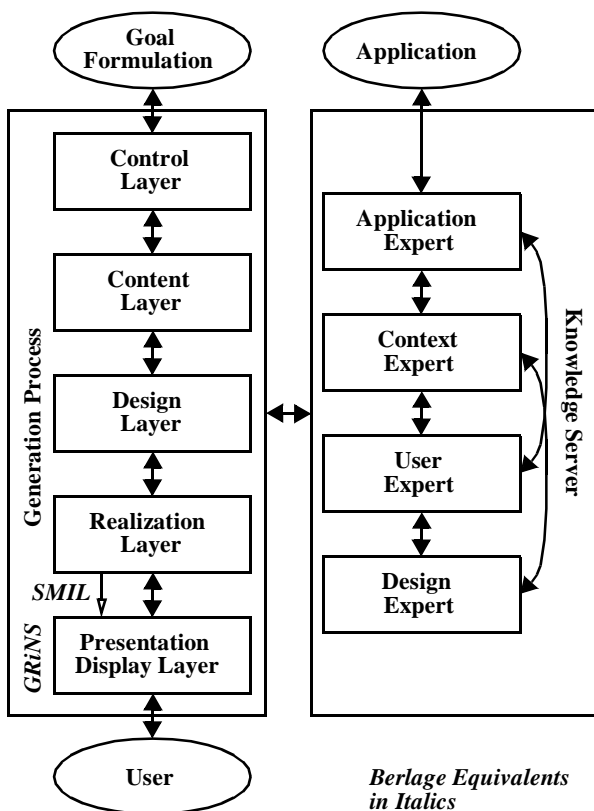 Goal
Formulation
Application
Generation Process
Control
Layer
Content
Layer
Design
Layer
Realization
Layer
SMIL
GRiNS
Presentation
Display Layer
User
Application
Expert
Context
Expert
User
Expert
Design
Expert
Knowledge Server
Berlage Equivalents
in Italics